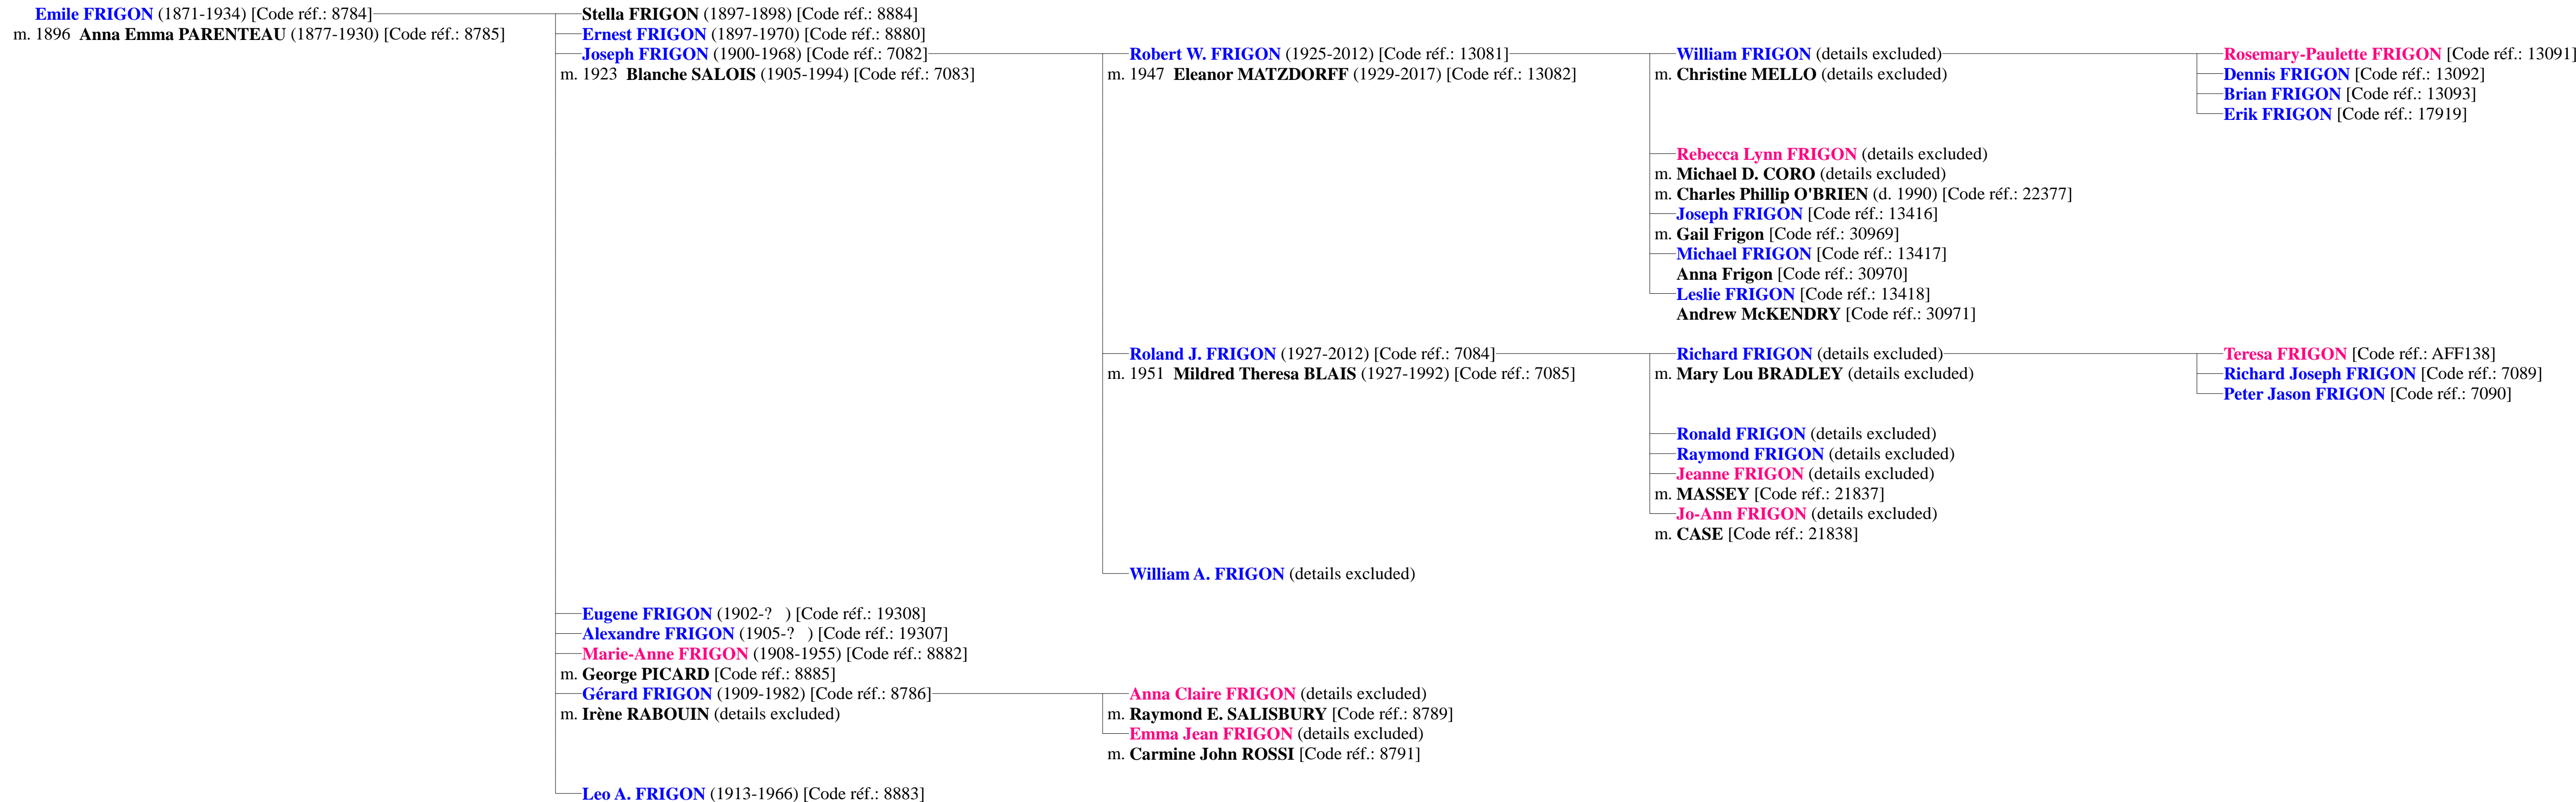 Emile FRIGON (1871-1934) [Code réf.: 8784]
m. 1896 Anna Emma PARENTEAU (1877-1930) [Code réf.: 8785]
Stella FRIGON (1897-1898) [Code réf.: 8884]
Ernest FRIGON (1897-1970) [Code réf.: 8880]
Joseph FRIGON (1900-1968) [Code réf.: 7082]
m. 1923 Blanche SALOIS (1905-1994) [Code réf.: 7083]
Robert W. FRIGON (1925-2012) [Code réf.: 13081]
m. 1947 Eleanor MATZDORFF (1929-2017) [Code réf.: 13082]
William FRIGON (details excluded)
m. Christine MELLO (details excluded)
Rosemary-Paulette FRIGON [Code réf.: 13091]
Dennis FRIGON [Code réf.: 13092]
Brian FRIGON [Code réf.: 13093]
Erik FRIGON [Code réf.: 17919]
Rebecca Lynn FRIGON (details excluded)
m. Michael D. CORO (details excluded)
m. Charles Phillip O'BRIEN (d. 1990) [Code réf.: 22377]
Joseph FRIGON [Code réf.: 13416]
m. Gail Frigon [Code réf.: 30969]
Michael FRIGON [Code réf.: 13417]
Anna Frigon [Code réf.: 30970]
Leslie FRIGON [Code réf.: 13418]
Andrew McKENDRY [Code réf.: 30971]
Roland J. FRIGON (1927-2012) [Code réf.: 7084]
m. 1951 Mildred Theresa BLAIS (1927-1992) [Code réf.: 7085]
Richard FRIGON (details excluded)
m. Mary Lou BRADLEY (details excluded)
Teresa FRIGON [Code réf.: AFF138]
Richard Joseph FRIGON [Code réf.: 7089]
Peter Jason FRIGON [Code réf.: 7090]
Ronald FRIGON (details excluded)
Raymond FRIGON (details excluded)
Jeanne FRIGON (details excluded)
m. MASSEY [Code réf.: 21837]
Jo-Ann FRIGON (details excluded)
m. CASE [Code réf.: 21838]
William A. FRIGON (details excluded)
Eugene FRIGON (1902-? ) [Code réf.: 19308]
Alexandre FRIGON (1905-? ) [Code réf.: 19307]
Marie-Anne FRIGON (1908-1955) [Code réf.: 8882]
m. George PICARD [Code réf.: 8885]
Gérard FRIGON (1909-1982) [Code réf.: 8786]
m. Irène RABOUIN (details excluded)
Anna Claire FRIGON (details excluded)
m. Raymond E. SALISBURY [Code réf.: 8789]
Emma Jean FRIGON (details excluded)
m. Carmine John ROSSI [Code réf.: 8791]
Leo A. FRIGON (1913-1966) [Code réf.: 8883]